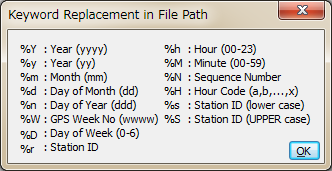 Keyword Replacement in File Path
%Y : Year (yyyy)
%y : Year (yy)
%m : Month (mm)
%d : Day of Month (dd)
%n : Day of Year (ddd)
%W : GPS Week No (wwww)
%D : Day of Week (0-6)
%r : Station ID
%h : Hour (00-23)
%M : Minute (00-59)
%N : Sequence Number
%H : Hour Code (a,b,...,x)
%s : Station ID (lower case)
%S : Station ID (UPPER case)
OK